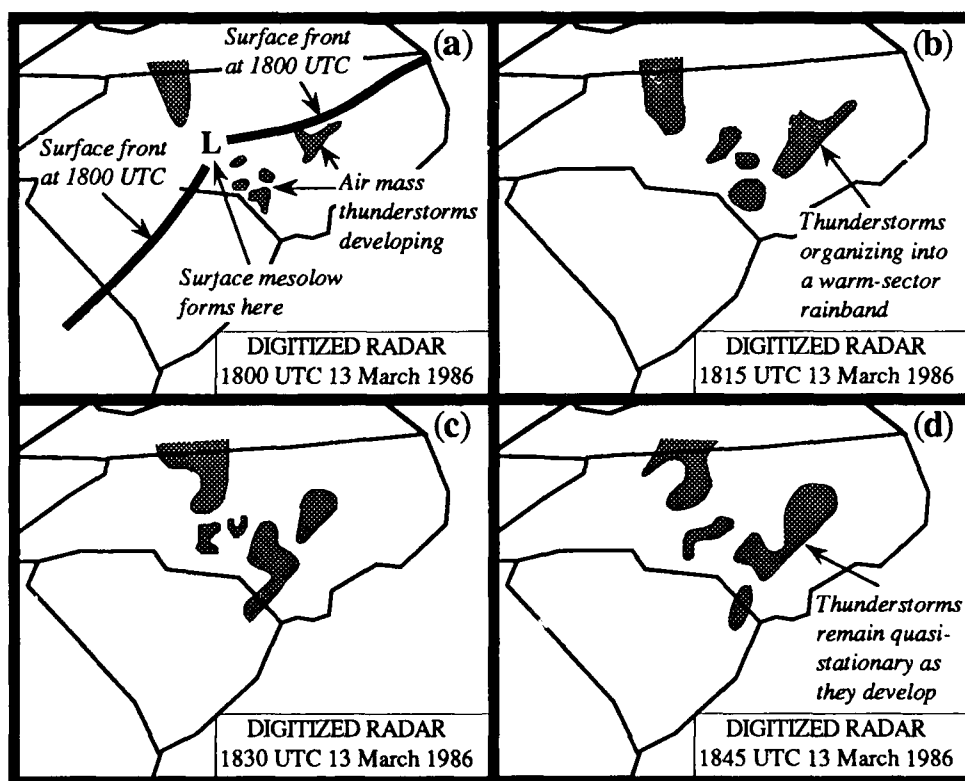 (a)
Surface front
at 1800 UTC
Surface front
at 1800 UTC
L
Air mass
thunderstorms
developing
Surface mesolow
forms here
DIGITIZED RADAR
1800 UTC 13 March 1986
(b)
Thunderstorms
organizing into
a warm-sector
rainband
DIGITIZED RADAR
1815 UTC 13 March 1986
(c)
DIGITIZED RADAR
1830 UTC 13 March 1986
(d)
Thunderstorms
remain quasi-
stationary as
they develop
DIGITIZED RADAR
1845 UTC 13 March 1986